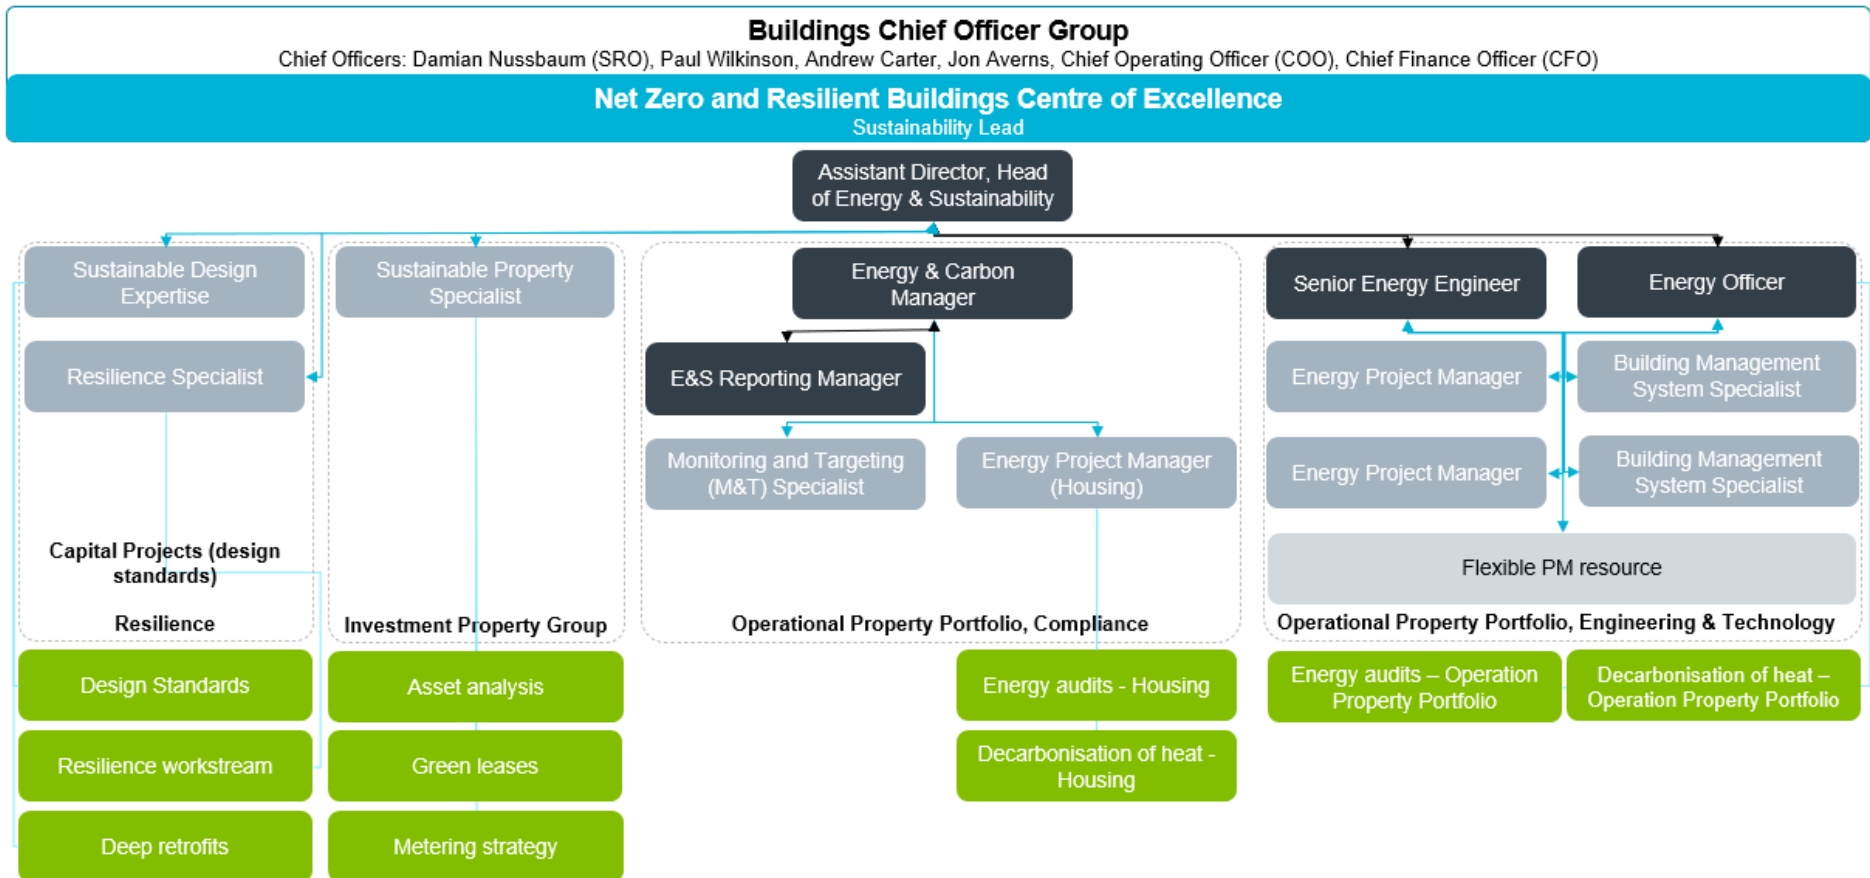 Buildings Chief Officer Group
Chief Officers: Damian Nussbaum (SRO), Paul Wilkinson, Andrew Carter, Jon Averns, Chief Operating Officer (COO), Chief Finance Officer (CFO)
Net Zero and Resilient Buildings Centre of Excellence
Sustainability Lead
Assistant Director, Head
of Energy & Sustainability
Sustainable Design
Expertise
Resilience Specialist
Capital Projects (design
standards)
Resilience
Sustainable Property
Specialist
Investment Property Group
Energy & Carbon
Manager
E&S Reporting Manager
Monitoring and Targeting
(M&T) Specialist
Energy Project Manager
(Housing)
Operational Property Portfolio, Compliance
Senior Energy Engineer
Energy Officer
Energy Project Manager
Building Management
System Specialist
Energy Project Manager
Building Management
System Specialist
Flexible PM resource
Operational Property Portfolio, Engineering & Technology
Design Standards
Resilience workstream
Deep retrofits
Asset analysis
Green leases
Metering strategy
Energy audits - Housing
Decarbonisation of heat -
Housing
Energy audits – Operation
Property Portfolio
Decarbonisation of heat –
Operation Property Portfolio